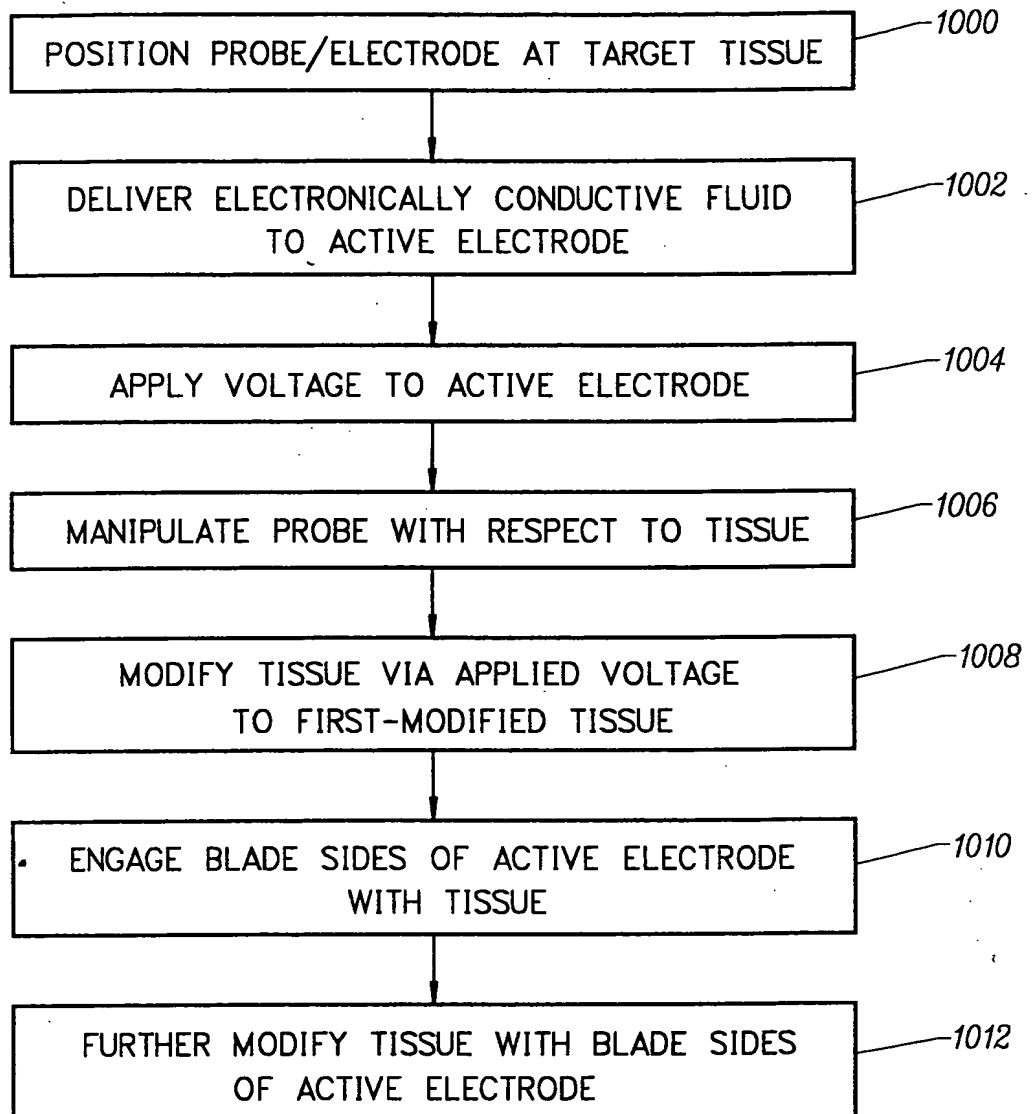 POSITION PROBE/ELECTRODE AT TARGET TISSUE
1000
DELIVER ELECTRONICALLY CONDUCTIVE FLUID
TO ACTIVE ELECTRODE
1002
APPLY VOLTAGE TO ACTIVE ELECTRODE
1004
MANIPULATE PROBE WITH RESPECT TO TISSUE
1006
MODIFY TISSUE VIA APPLIED VOLTAGE
TO FIRST-MODIFIED TISSUE
1008
ENGAGE BLADE SIDES OF ACTIVE ELECTRODE
WITH TISSUE
1010
FURTHER MODIFY TISSUE WITH BLADE SIDES
OF ACTIVE ELECTRODE
1012